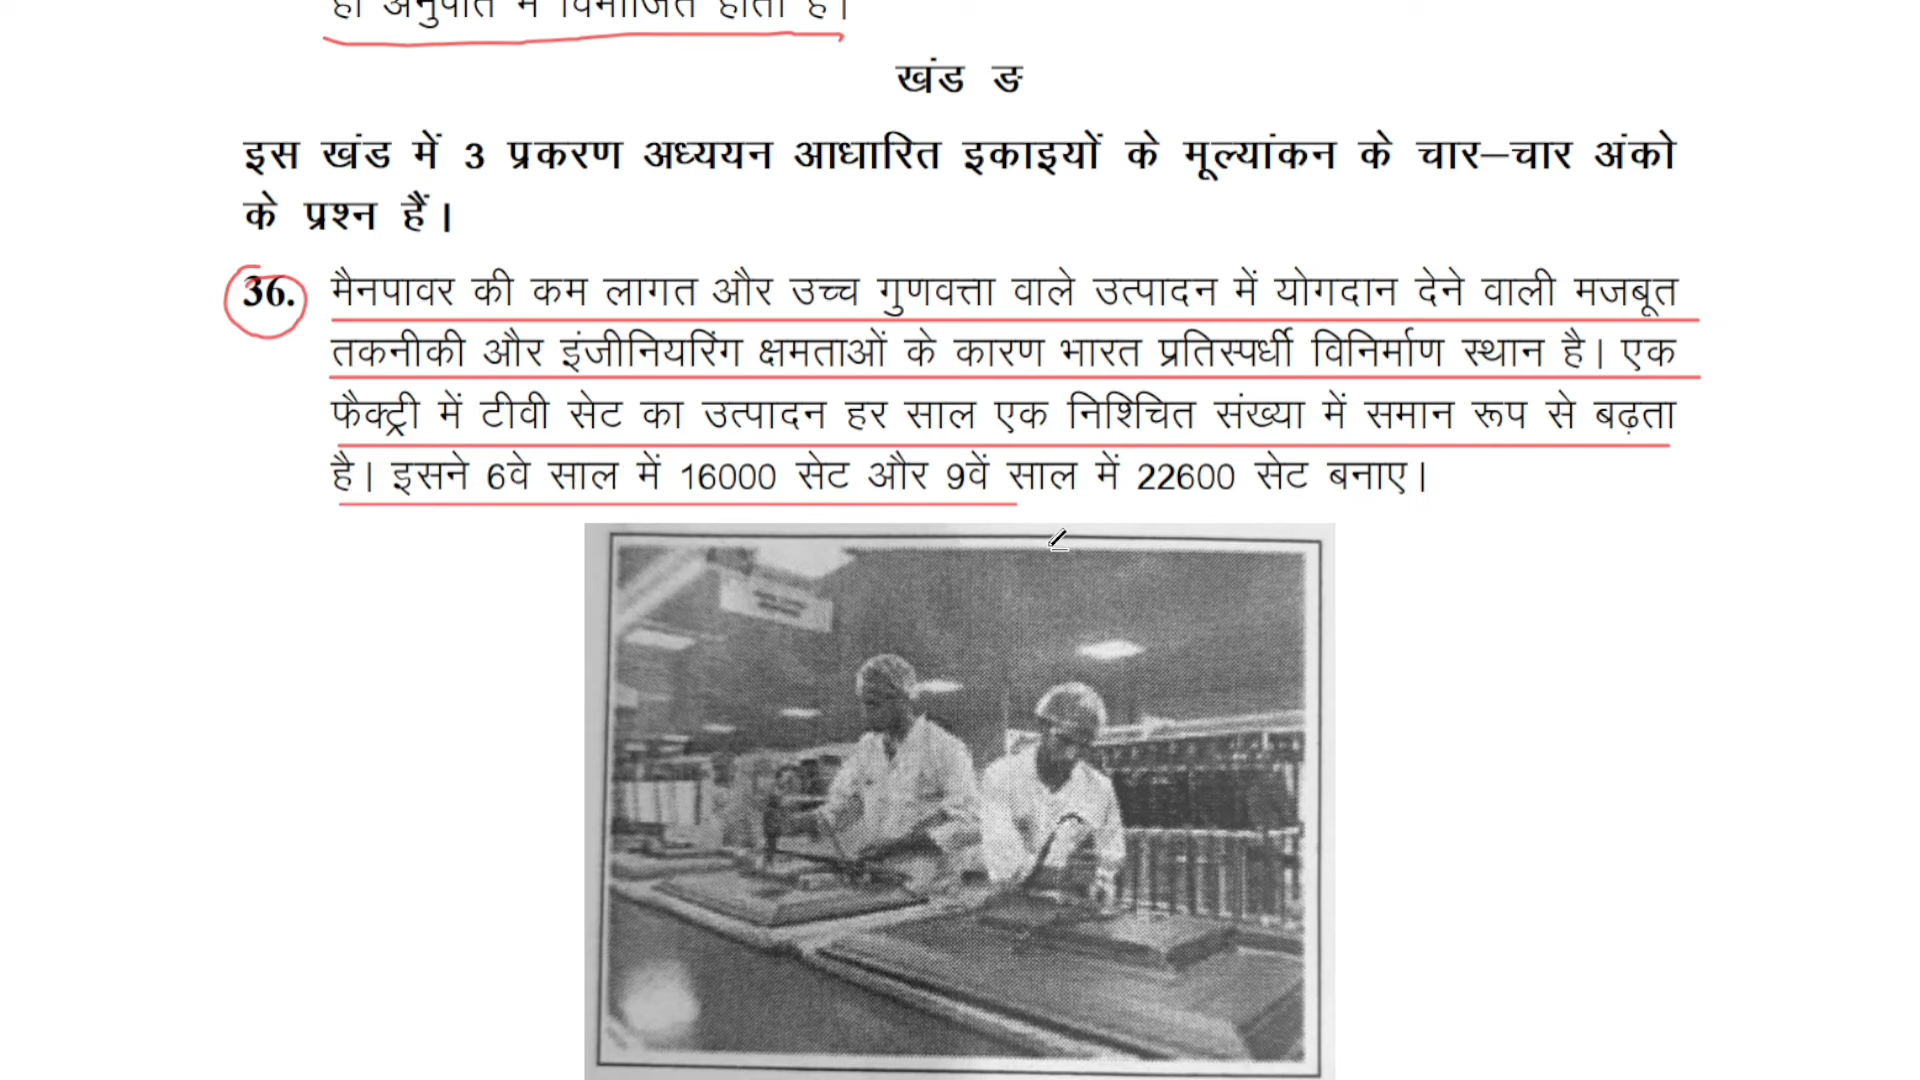 ही अनुपात में विभाजित होता है।
खंड ङ
इस खंड में 3 प्रकरण अध्ययन आधारित इकाइयों के मूल्यांकन के चार–चार अंको
के प्रश्न हैं।
36. मैनपावर की कम लागत और उच्च गुणवत्ता वाले उत्पादन में योगदान देने वाली मजबूत
तकनीकी और इंजीनियरिंग क्षमताओं के कारण भारत प्रतिस्पर्धी विनिर्माण स्थान है। एक
फैक्ट्री में टीवी सेट का उत्पादन हर साल एक निश्चित संख्या में समान रूप से बढ़ता
है। इसने 6वे साल में 16000 सेट और 9वें साल में 22600 सेट बनाए।